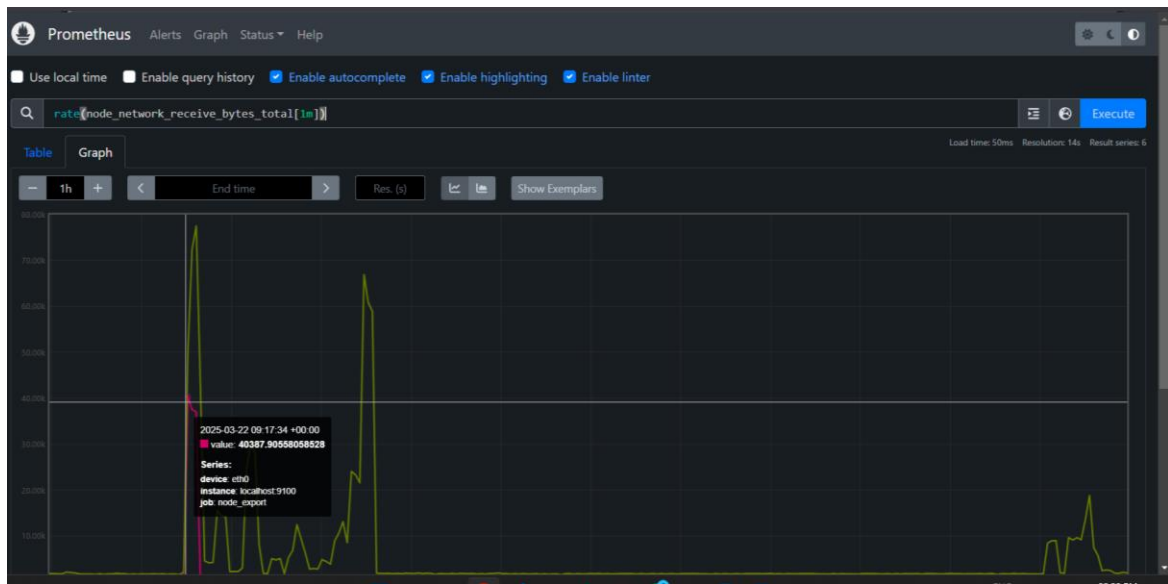 Prometheus Alerts Graph Status Help
Use local time Enable query history Enable autocomplete Enable highlighting Enable linter
rate(node_network_receive_bytes_total[1m]) Execute
Load time: 50ms Resolution: 14s Result series: 6
Table Graph
1h End time Res. (s) Show Exemplars
80.00k
70.00k
60.00k
50.00k
40.00k
2025-03-22 09:17:34 +00:00
value: 40387.90558058528
30.00k
Series:
device: eth0
instance: localhost:9100
20.00k
job: node_export
10.00k